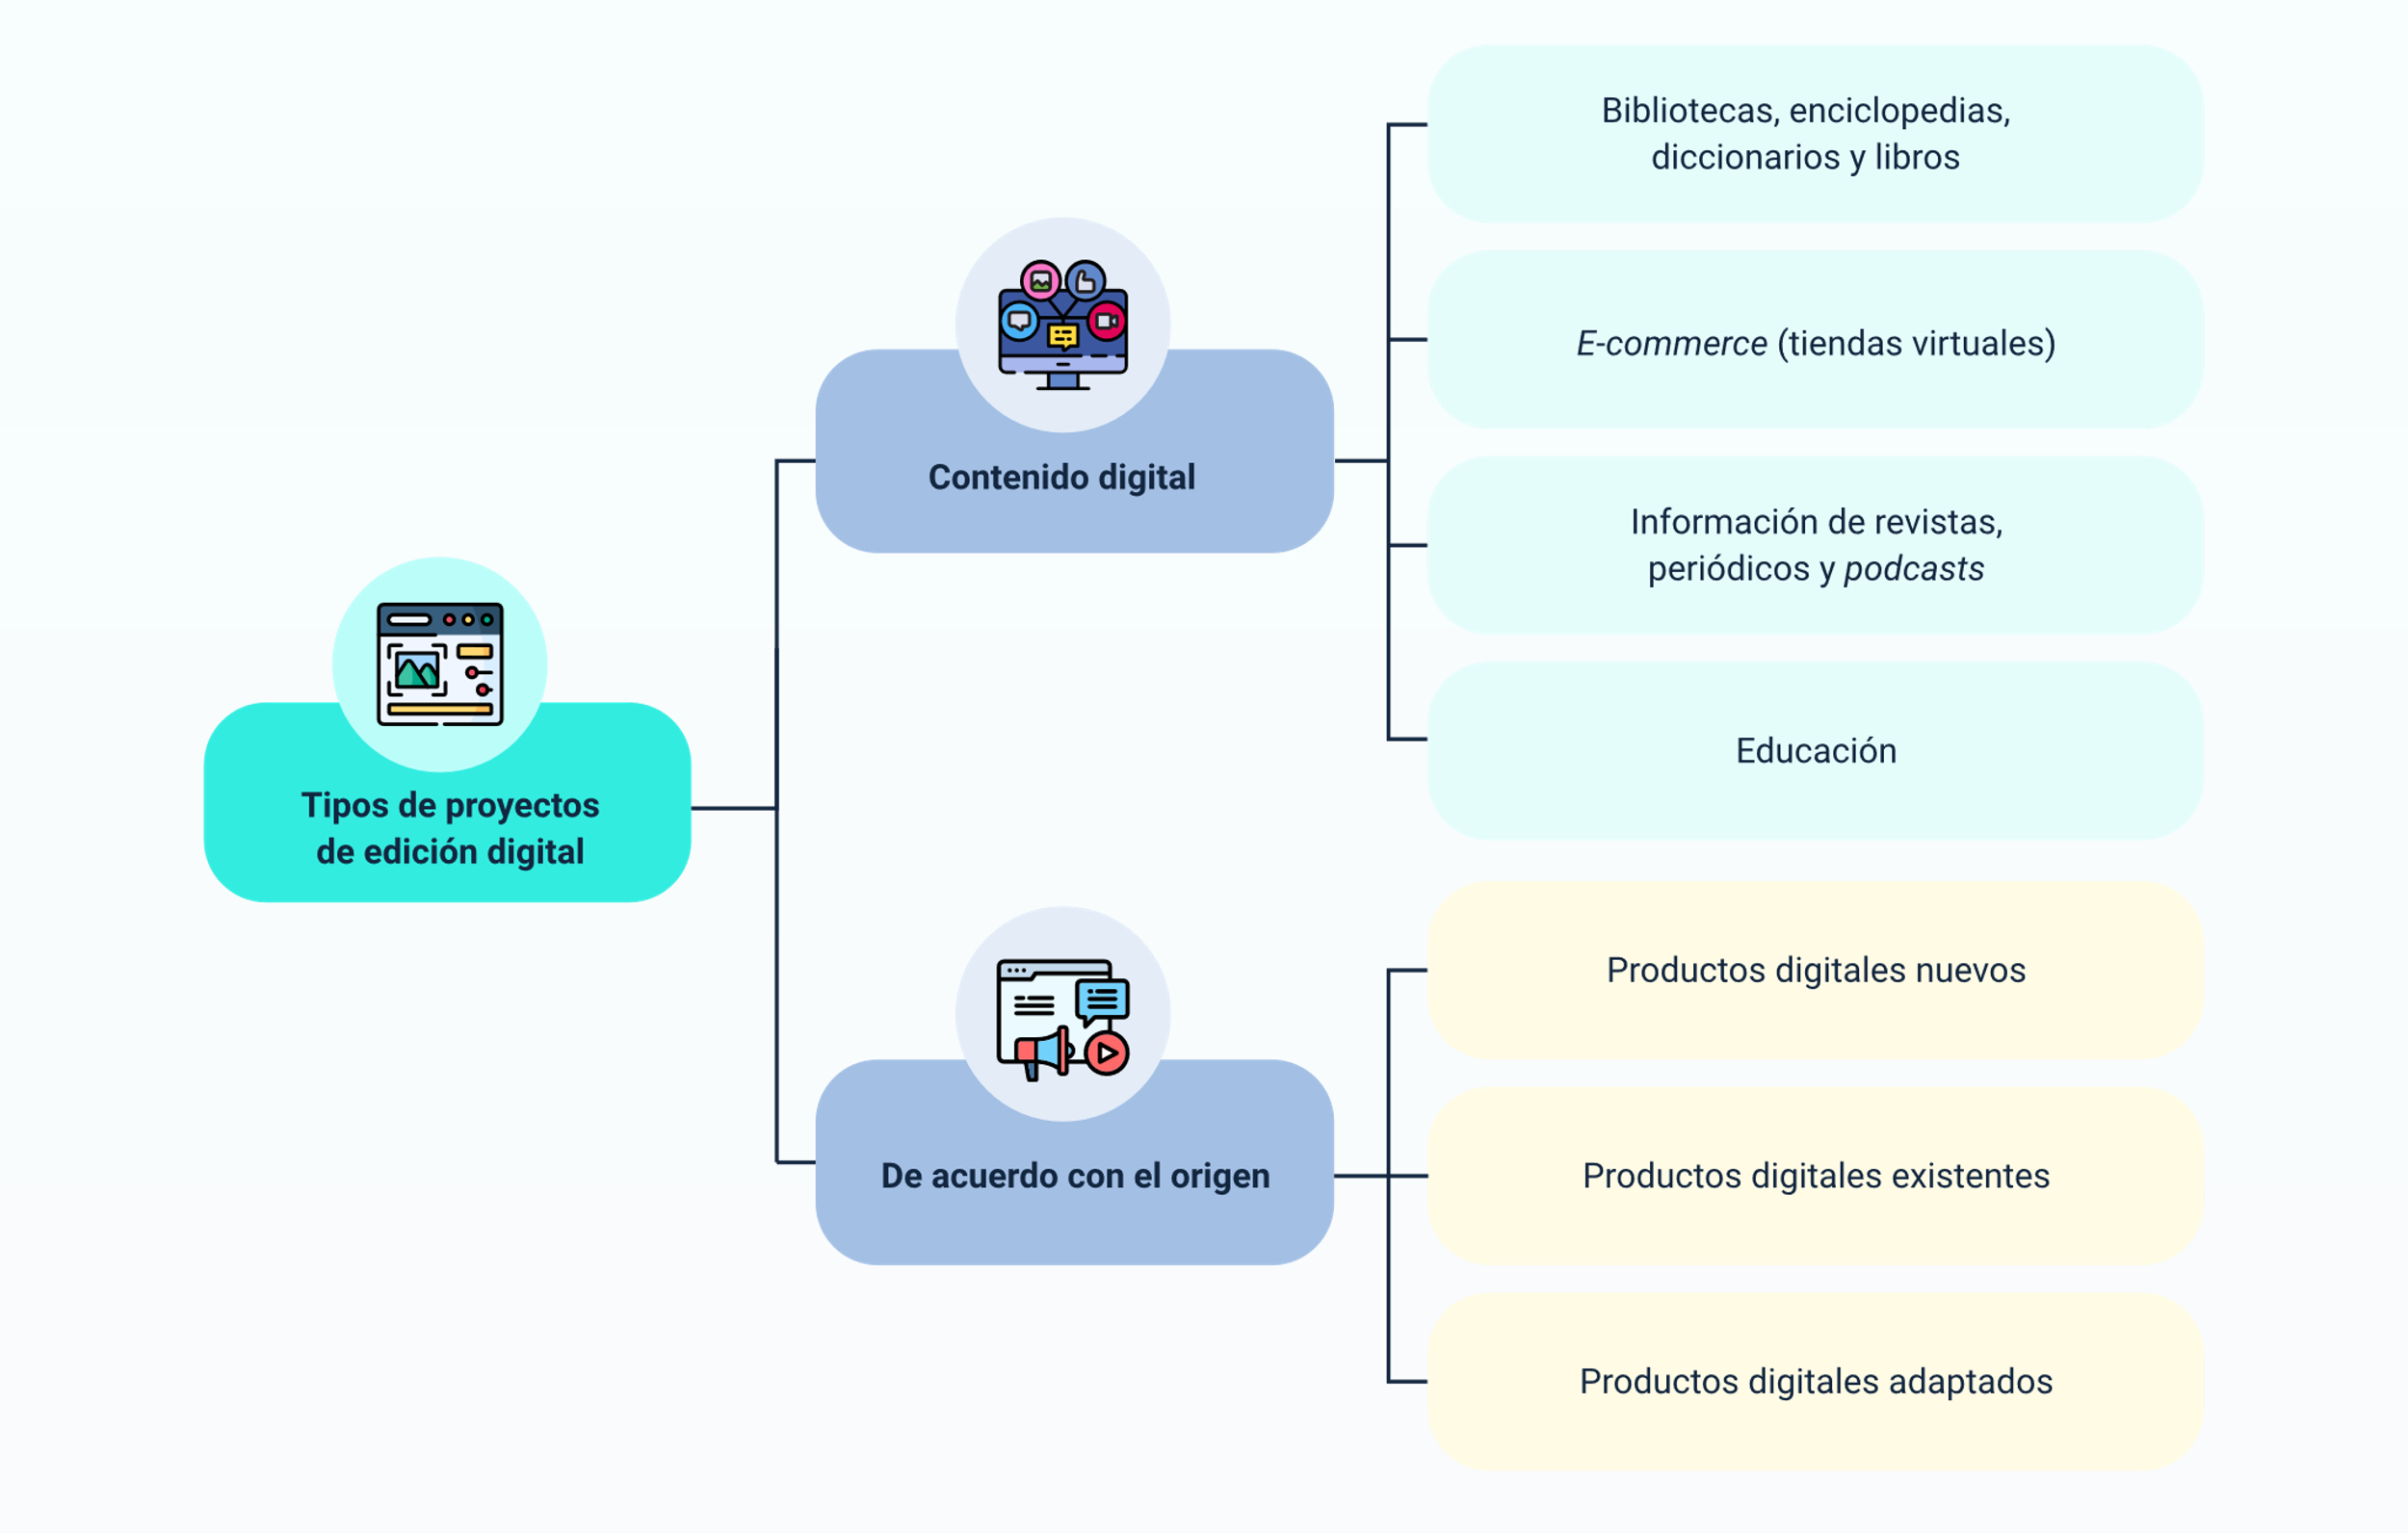 Tipos de proyectos
de edición digital
Contenido digital
Bibliotecas, enciclopedias,
diccionarios y libros
E-commerce (tiendas virtuales)
Información de revistas,
periódicos y podcasts
Educación
De acuerdo con el origen
Productos digitales nuevos
Productos digitales existentes
Productos digitales adaptados